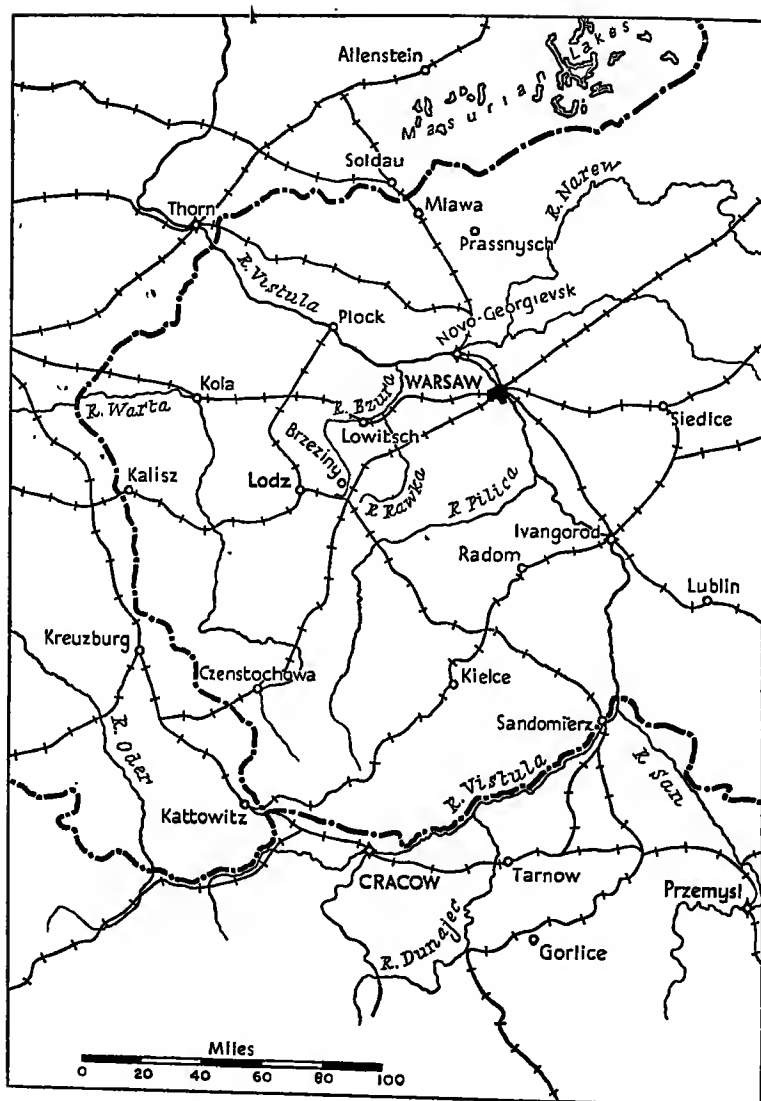 Allenstein
Masurian Lakes
Soldau
Mlawa
R. Narew
Prassnysch
Thorn
R. Vistula
Plock
Novo-Georgievsk
Kola
R. Warta
R. Bzura
WARSAW
Lowitsch
Siedlce
Brzeziny
Kalisz
Lodz
R. Rawka
R Pilica
Ivangorod
Radom
Lublin
Kreuzburg
Czenstochowa
Kielce
Sandomierz
R. Oder
R. Vistula
R San
Kattowitz
CRACOW
Tarnow
Przemysl
R. Dunajec
Gorlice
Miles
0 20 40 60 100